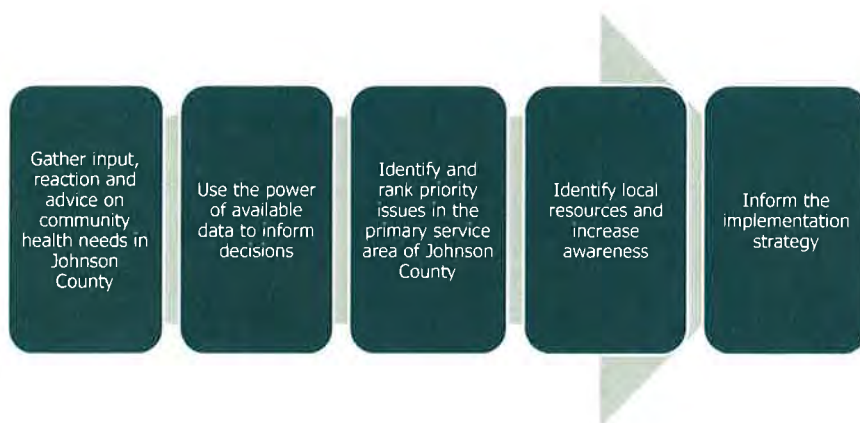 Gather input,
reaction and
advice on
community
health needs in
Johnson
County
Use the power
of available
data to inform
decisions
Identify and
rank priority
issues in the
primary service
area of Johnson
County
Identify local
resources and
increase
awareness
Inform the
implementation
strategy